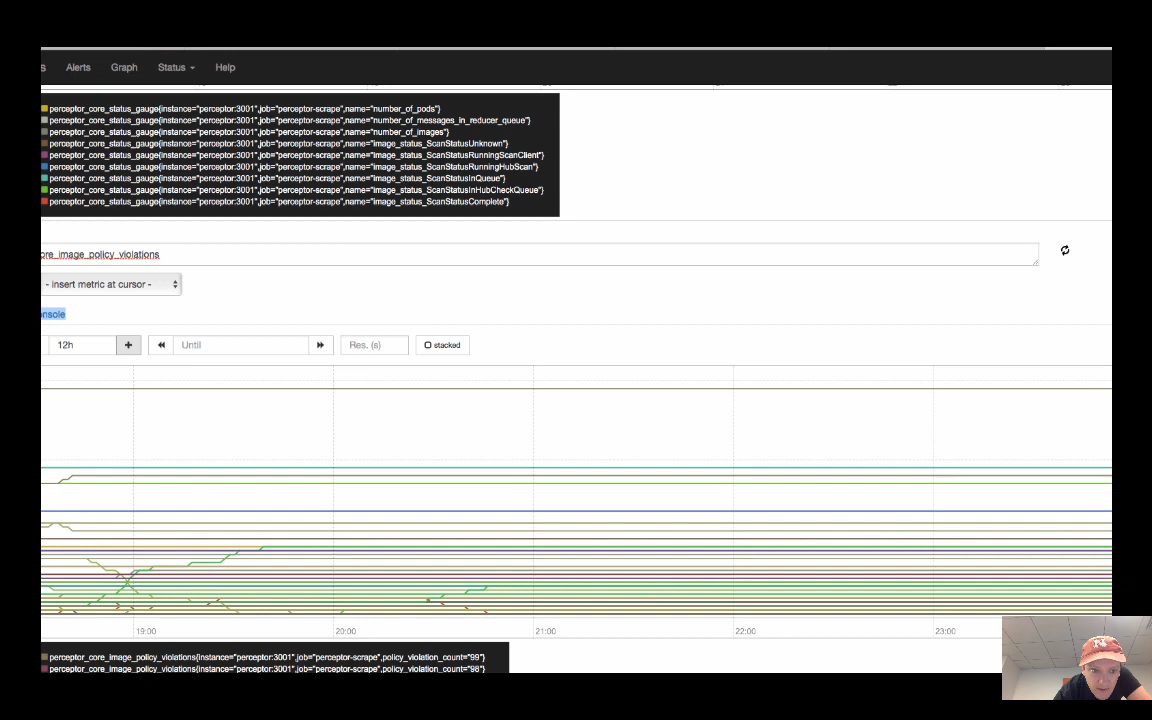 s Alerts Graph Status Help
perceptor_core_status_gauge{instance="perceptor:3001",job="perceptor-scrape",name="number_of_pods"}
perceptor_core_status_gauge{instance="perceptor:3001",job="perceptor-scrape",name="number_of_messages_in_reducer_queue"}
perceptor_core_status_gauge{instance="perceptor:3001",job="perceptor-scrape",name="number_of_images"}
perceptor_core_status_gauge{instance="perceptor:3001",job="perceptor-scrape",name="image_status_ScanStatusUnknown"}
perceptor_core_status_gauge{instance="perceptor:3001",job="perceptor-scrape",name="image_status_ScanStatusRunningScanClient"}
perceptor_core_status_gauge{instance="perceptor:3001",job="perceptor-scrape",name="image_status_ScanStatusRunningHubScan"}
perceptor_core_status_gauge{instance="perceptor:3001",job="perceptor-scrape",name="image_status_ScanStatusInQueue"}
perceptor_core_status_gauge{instance="perceptor:3001",job="perceptor-scrape",name="image_status_ScanStatusInHubCheckQueue"}
perceptor_core_status_gauge{instance="perceptor:3001",job="perceptor-scrape",name="image_status_ScanStatusComplete"}
ore_image_policy_violations
- insert metric at cursor -
nsole
12h Until Res. (s) stacked
19:00 20:00 21:00 22:00 23:00
perceptor_core_image_policy_violations{instance="perceptor:3001",job="perceptor-scrape",policy_violation_count="99"}
perceptor_core_image_policy_violations{instance="perceptor:3001",job="perceptor-scrape",policy_violation_count="98"}